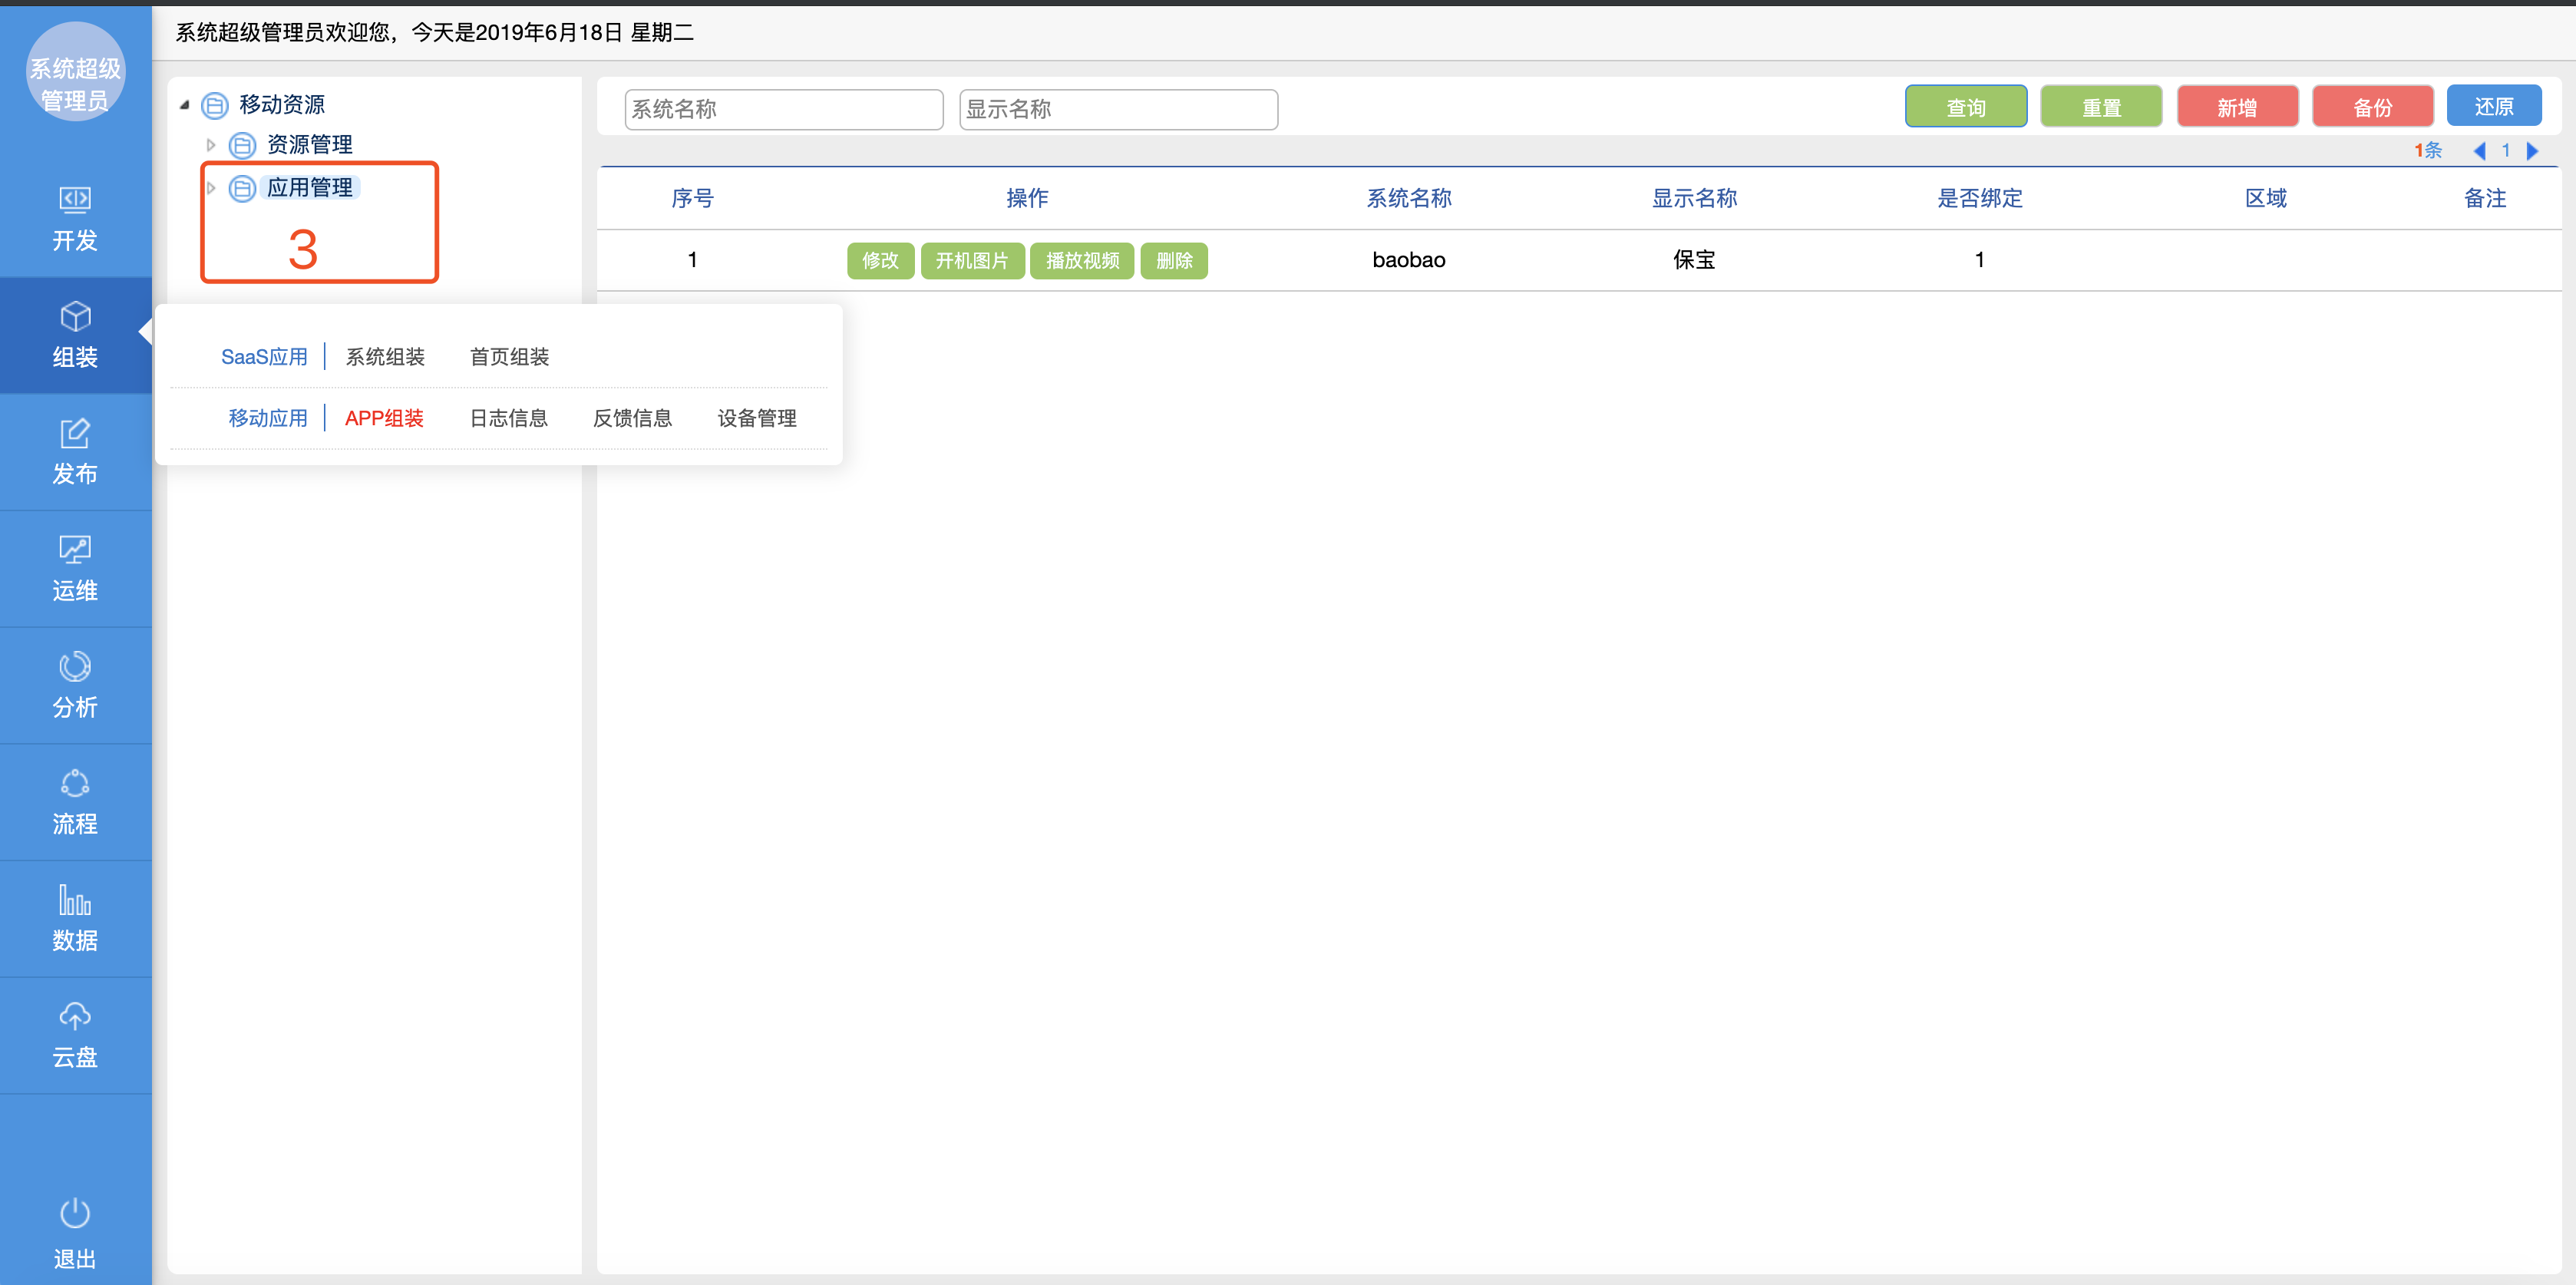 系统超级管理员欢迎您，今天是2019年6月18日 星期二
系统超级
管理员
开发
组装
发布
运维
分析
流程
数据
云盘
退出
移动资源
资源管理
应用管理
3
SaaS应用 系统组装 首页组装
移动应用 APP组装 日志信息 反馈信息 设备管理
系统名称 显示名称 查询 重置 新增 备份 还原
1条 1
序号 操作 系统名称 显示名称 是否绑定 区域 备注
1 修改 开机图片 播放视频 删除 baobao 保宝 1